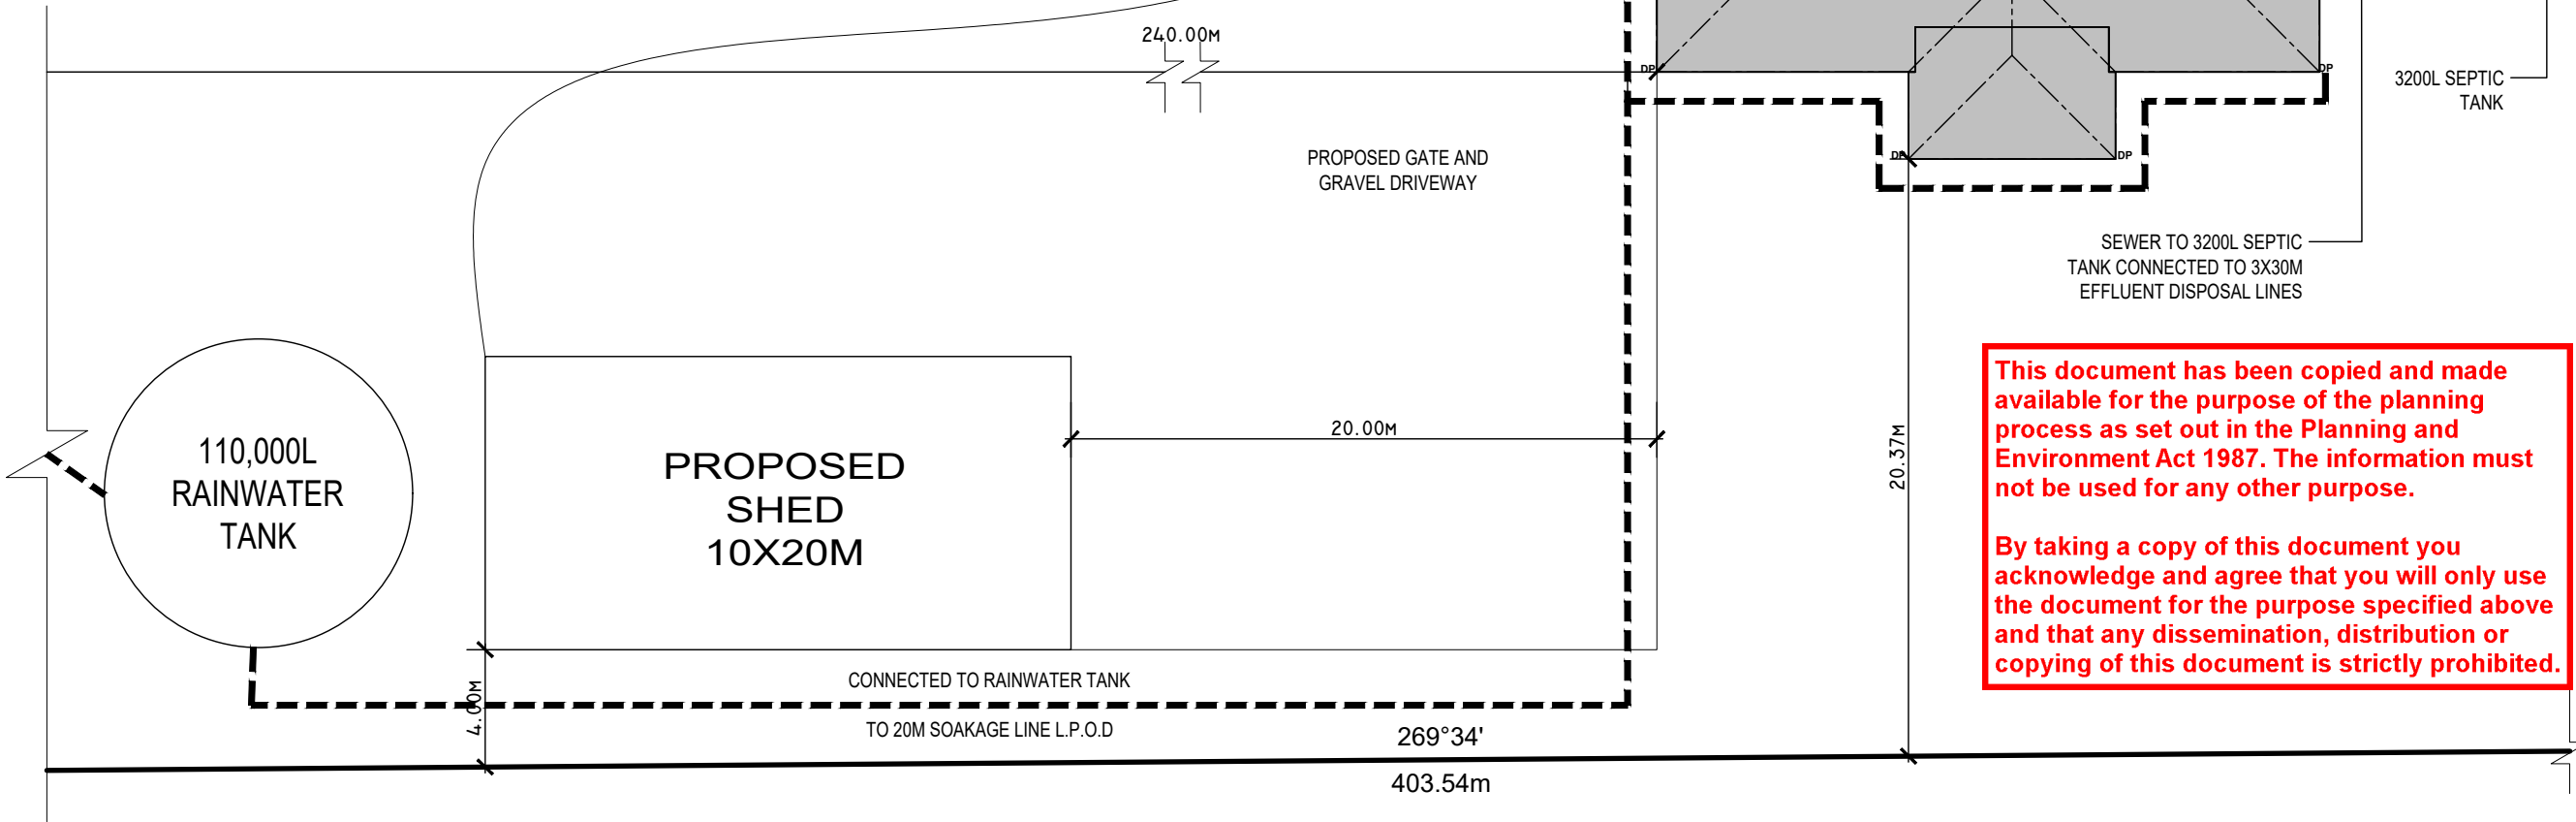 240.00M
DP
DP
3200L SEPTIC
TANK
PROPOSED GATE AND
GRAVEL DRIVEWAY
DP
DP
SEWER TO 3200L SEPTIC
TANK CONNECTED TO 3X30M
EFFLUENT DISPOSAL LINES
110,000L
RAINWATER
TANK
PROPOSED
SHED
10X20M
20.00M
20.37M
This document has been copied and made
available for the purpose of the planning
process as set out in the Planning and
Environment Act 1987. The information must
not be used for any other purpose.
By taking a copy of this document you
acknowledge and agree that you will only use
the document for the purpose specified above
and that any dissemination, distribution or
copying of this document is strictly prohibited.
4.00M
CONNECTED TO RAINWATER TANK
TO 20M SOAKAGE LINE L.P.O.D
269°34'
403.54m